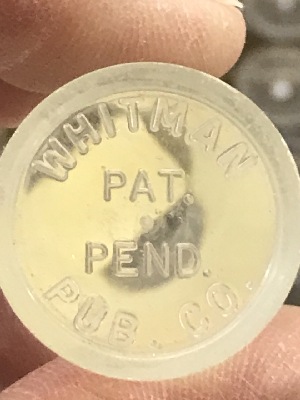 WHITMAN
PAT.
PEND.
PUB. CO.